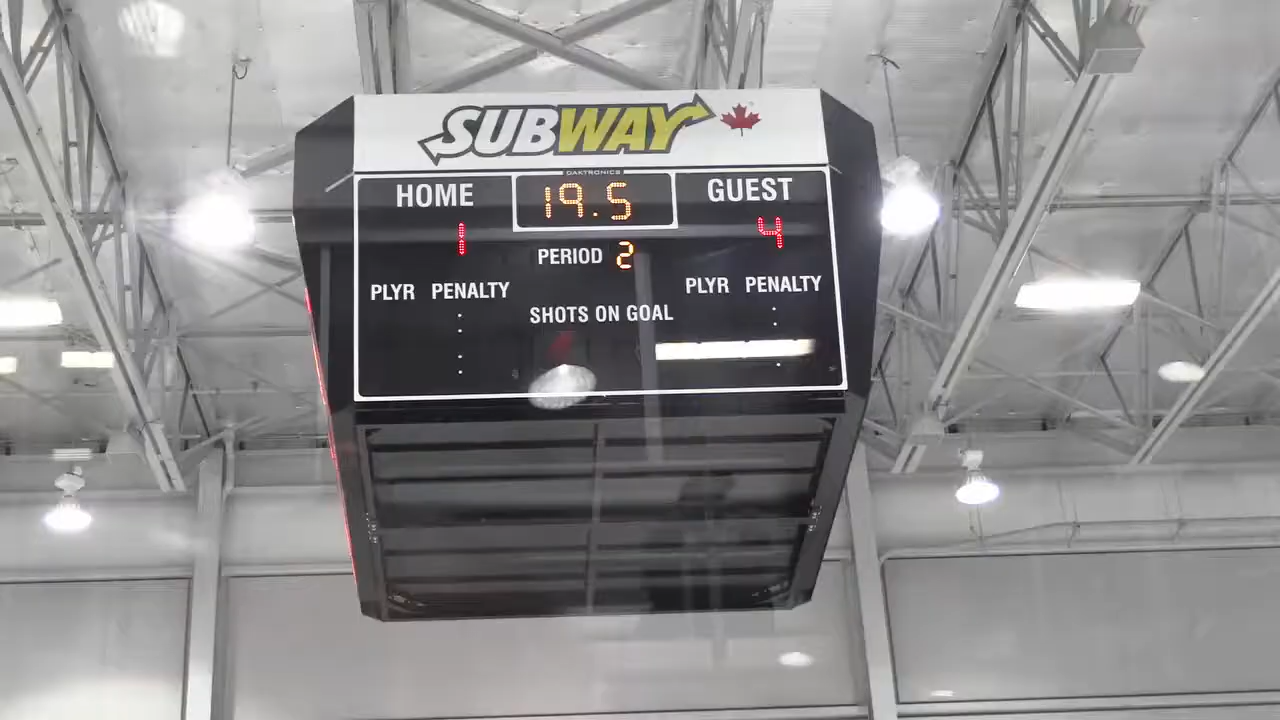 SUBWAY
DAKTRONICS
HOME 19.5 GUEST
1 4
PERIOD 2
PLYR PENALTY PLYR PENALTY
SHOTS ON GOAL